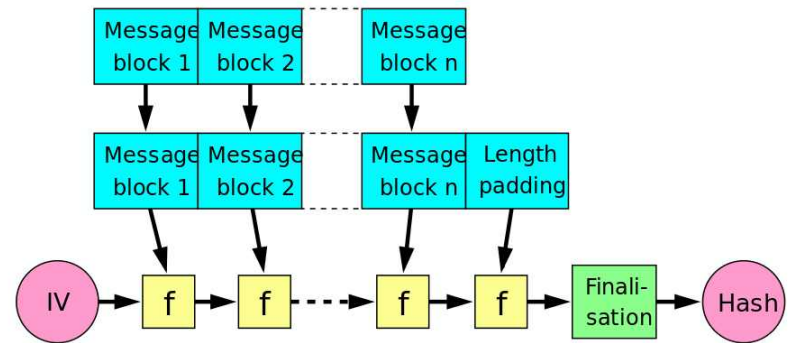 Message Message Message
block 1 block 2 block n
Message Message Message Length
block 1 block 2 block n padding
IV f f f f Finali-
sation Hash